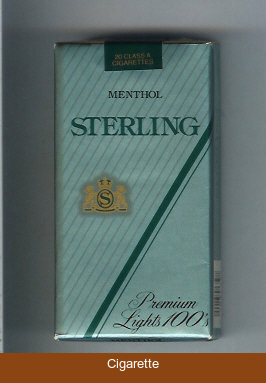 20 CLASS A
CIGARETTES
MENTHOL
STERLING
S
Premium
Lights 100's
Cigarette